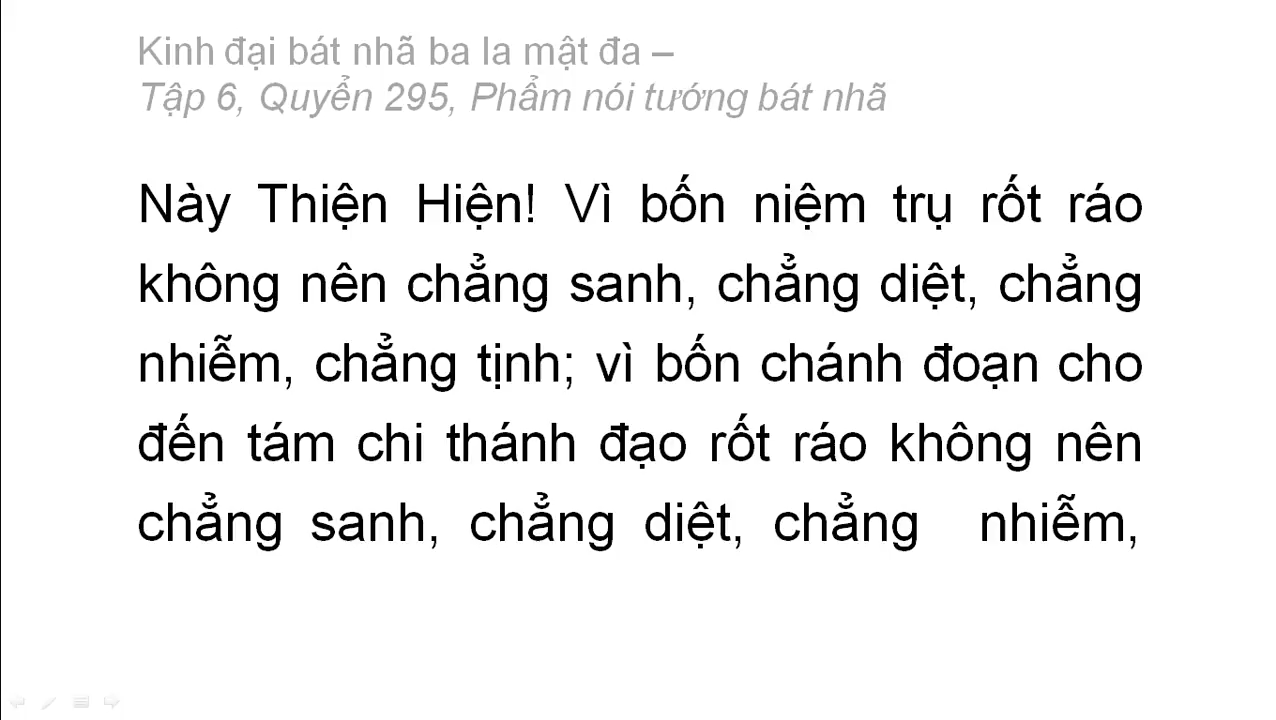 Kinh đại bát nhã ba la mật đa –
Tập 6, Quyển 295, Phẩm nói tướng bát nhã
Này Thiện Hiện! Vì bốn niệm trụ rốt ráo
không nên chẳng sanh, chẳng diệt, chẳng
nhiễm, chẳng tịnh; vì bốn chánh đoạn cho
đến tám chi thánh đạo rốt ráo không nên
chẳng sanh, chẳng diệt, chẳng nhiễm,